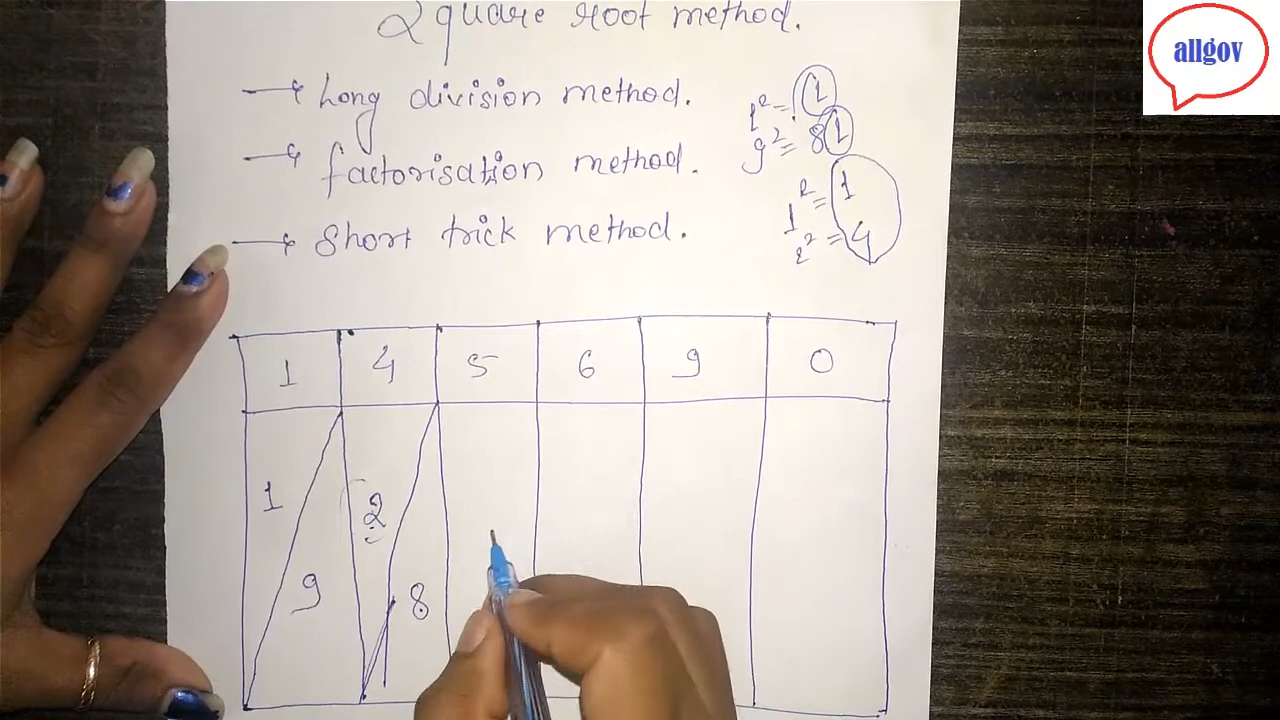 Square root method.
→ Long division method.
→ factorisation method.
→ Short trick method.
1² = 1
9² = 81
1² = 1
2² = 4
1 4 5 6 9 0
1 2
9 8
allgov